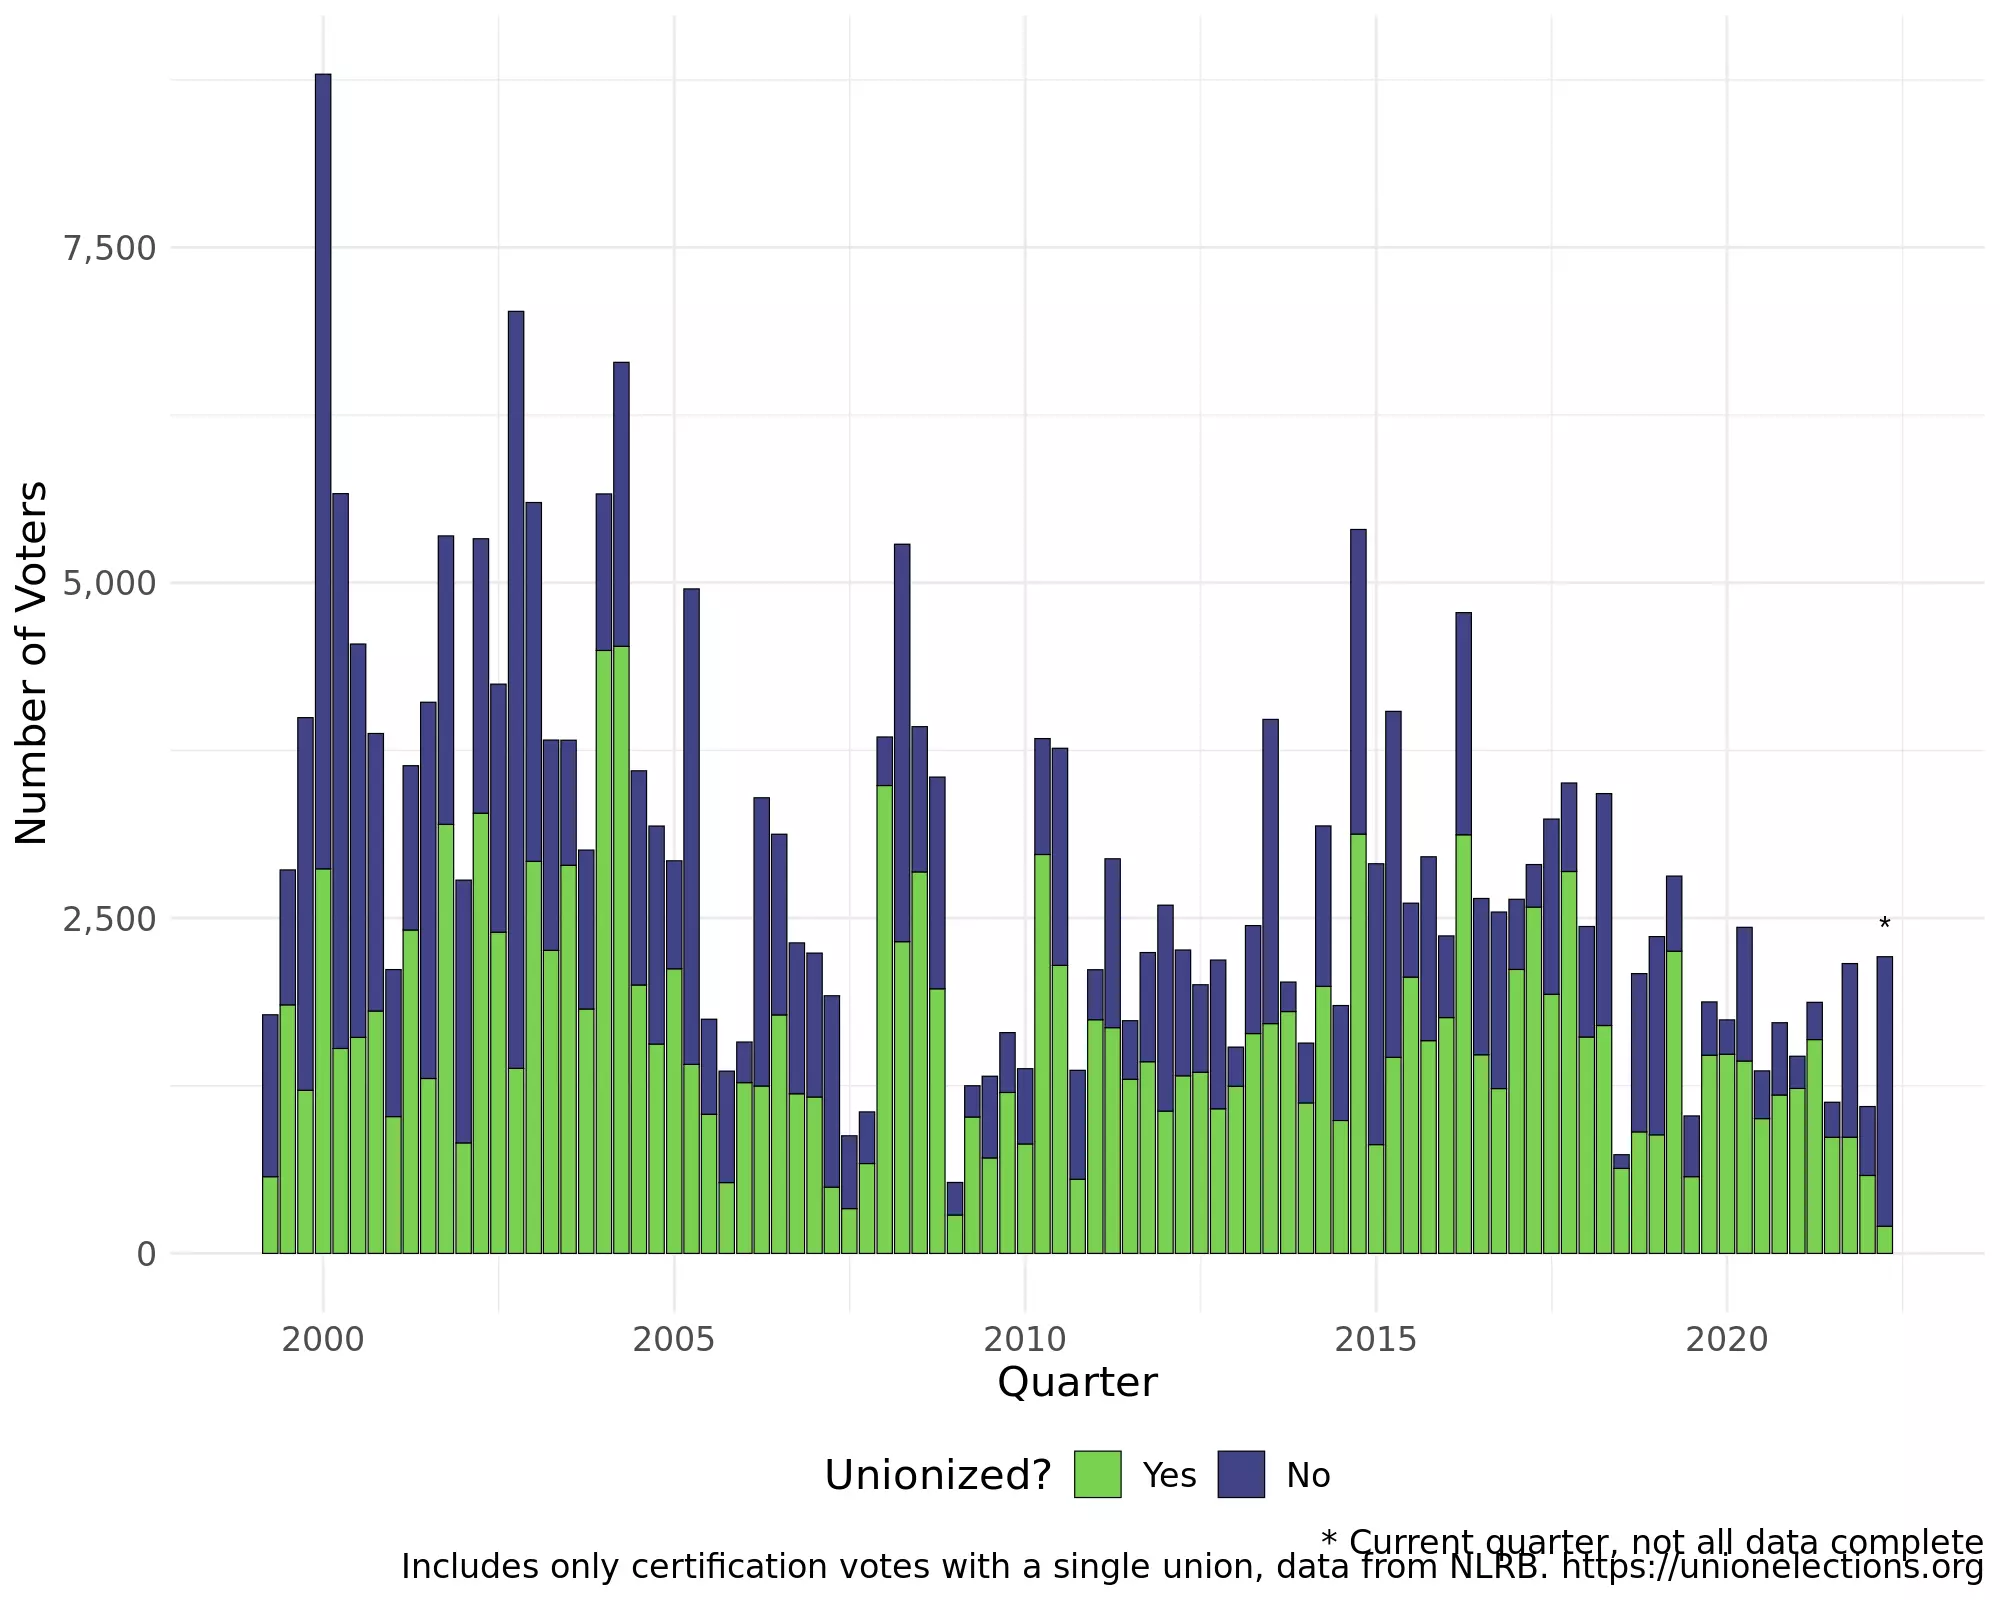 7,500
5,000
2,500
0
Number of Voters
*
2000 2005 2010 2015 2020
Quarter
Unionized? Yes No
* Current quarter, not all data complete
Includes only certification votes with a single union, data from NLRB. https://unionelections.org